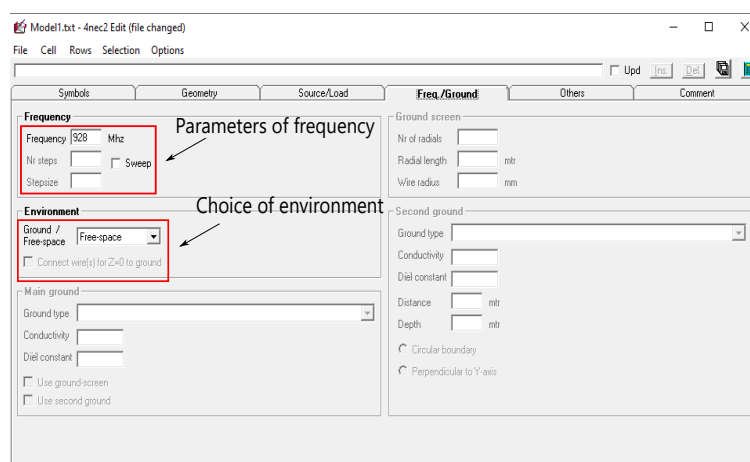 Model1.txt - 4nec2 Edit (file changed)
File Cell Rows Selection Options
Upd Ins. Del.
Symbols Geometry Source/Load Freq./Ground Others Comment
Frequency
Frequency 928 Mhz
Nr steps Sweep
Stepsize
Parameters of frequency
Ground screen
Nr of radials
Radial length mtr
Wire radius mm
Environment
Ground / Free-space Free-space
Connect wire(s) for Z=0 to ground
Choice of environment
Second ground
Ground type
Conductivity
Diël constant
Distance mtr
Depth mtr
Circular boundary
Perpendicular to Y-axis
Main ground
Ground type
Conductivity
Diël constant
Use ground-screen
Use second ground